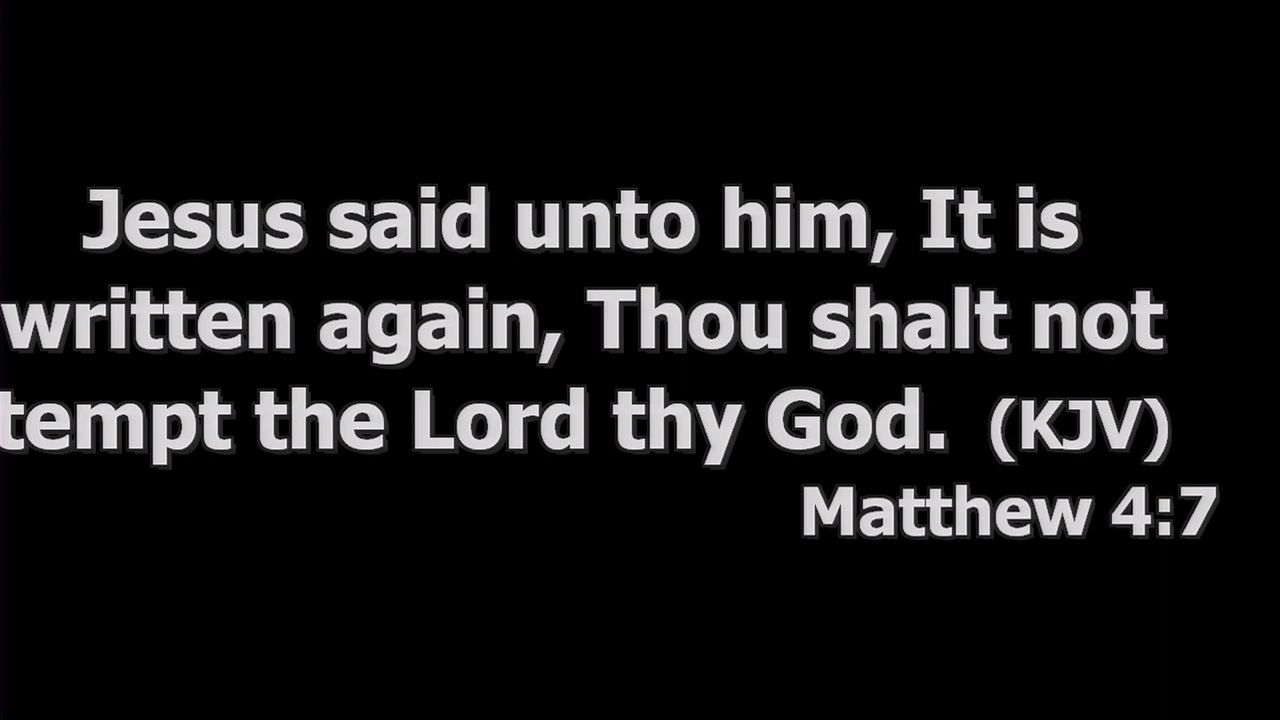 Jesus said unto him, It is
written again, Thou shalt not
tempt the Lord thy God. (KJV)
Matthew 4:7